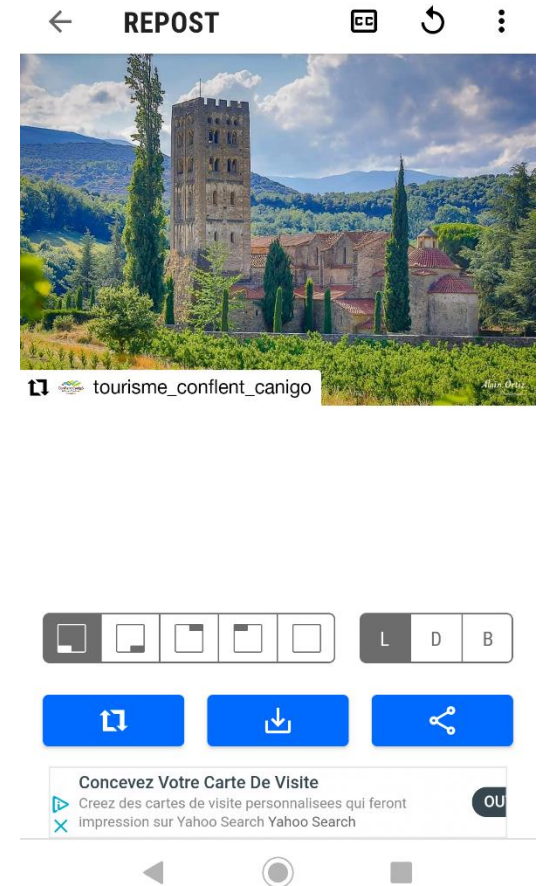 REPOST
CC
tourisme_conflent_canigo
Alain Ortiz
L D B
Concevez Votre Carte De Visite
Creez des cartes de visite personnalisees qui feront
impression sur Yahoo Search Yahoo Search
OU